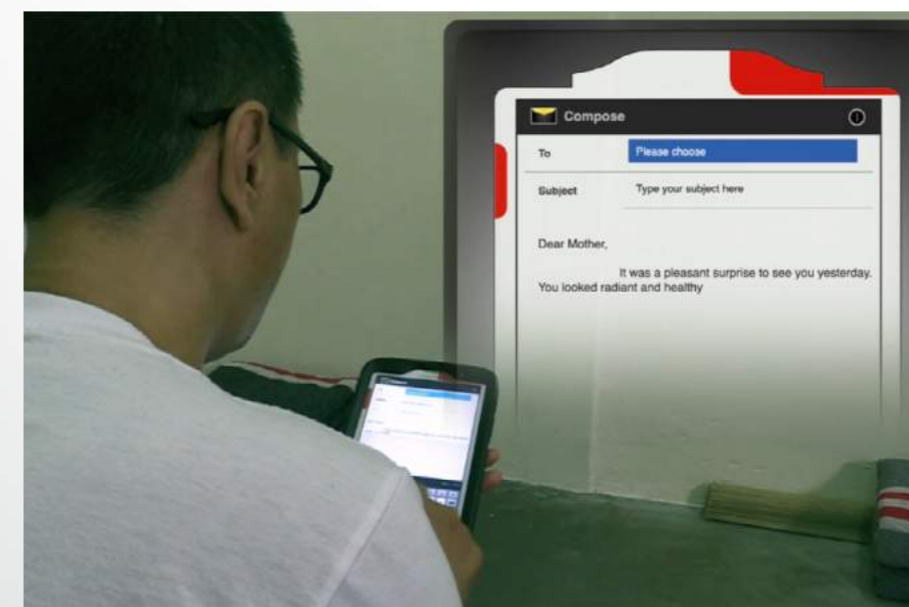 Compose
To Please choose
Subject Type your subject here
Dear Mother,
It was a pleasant surprise to see you yesterday.
You looked radiant and healthy